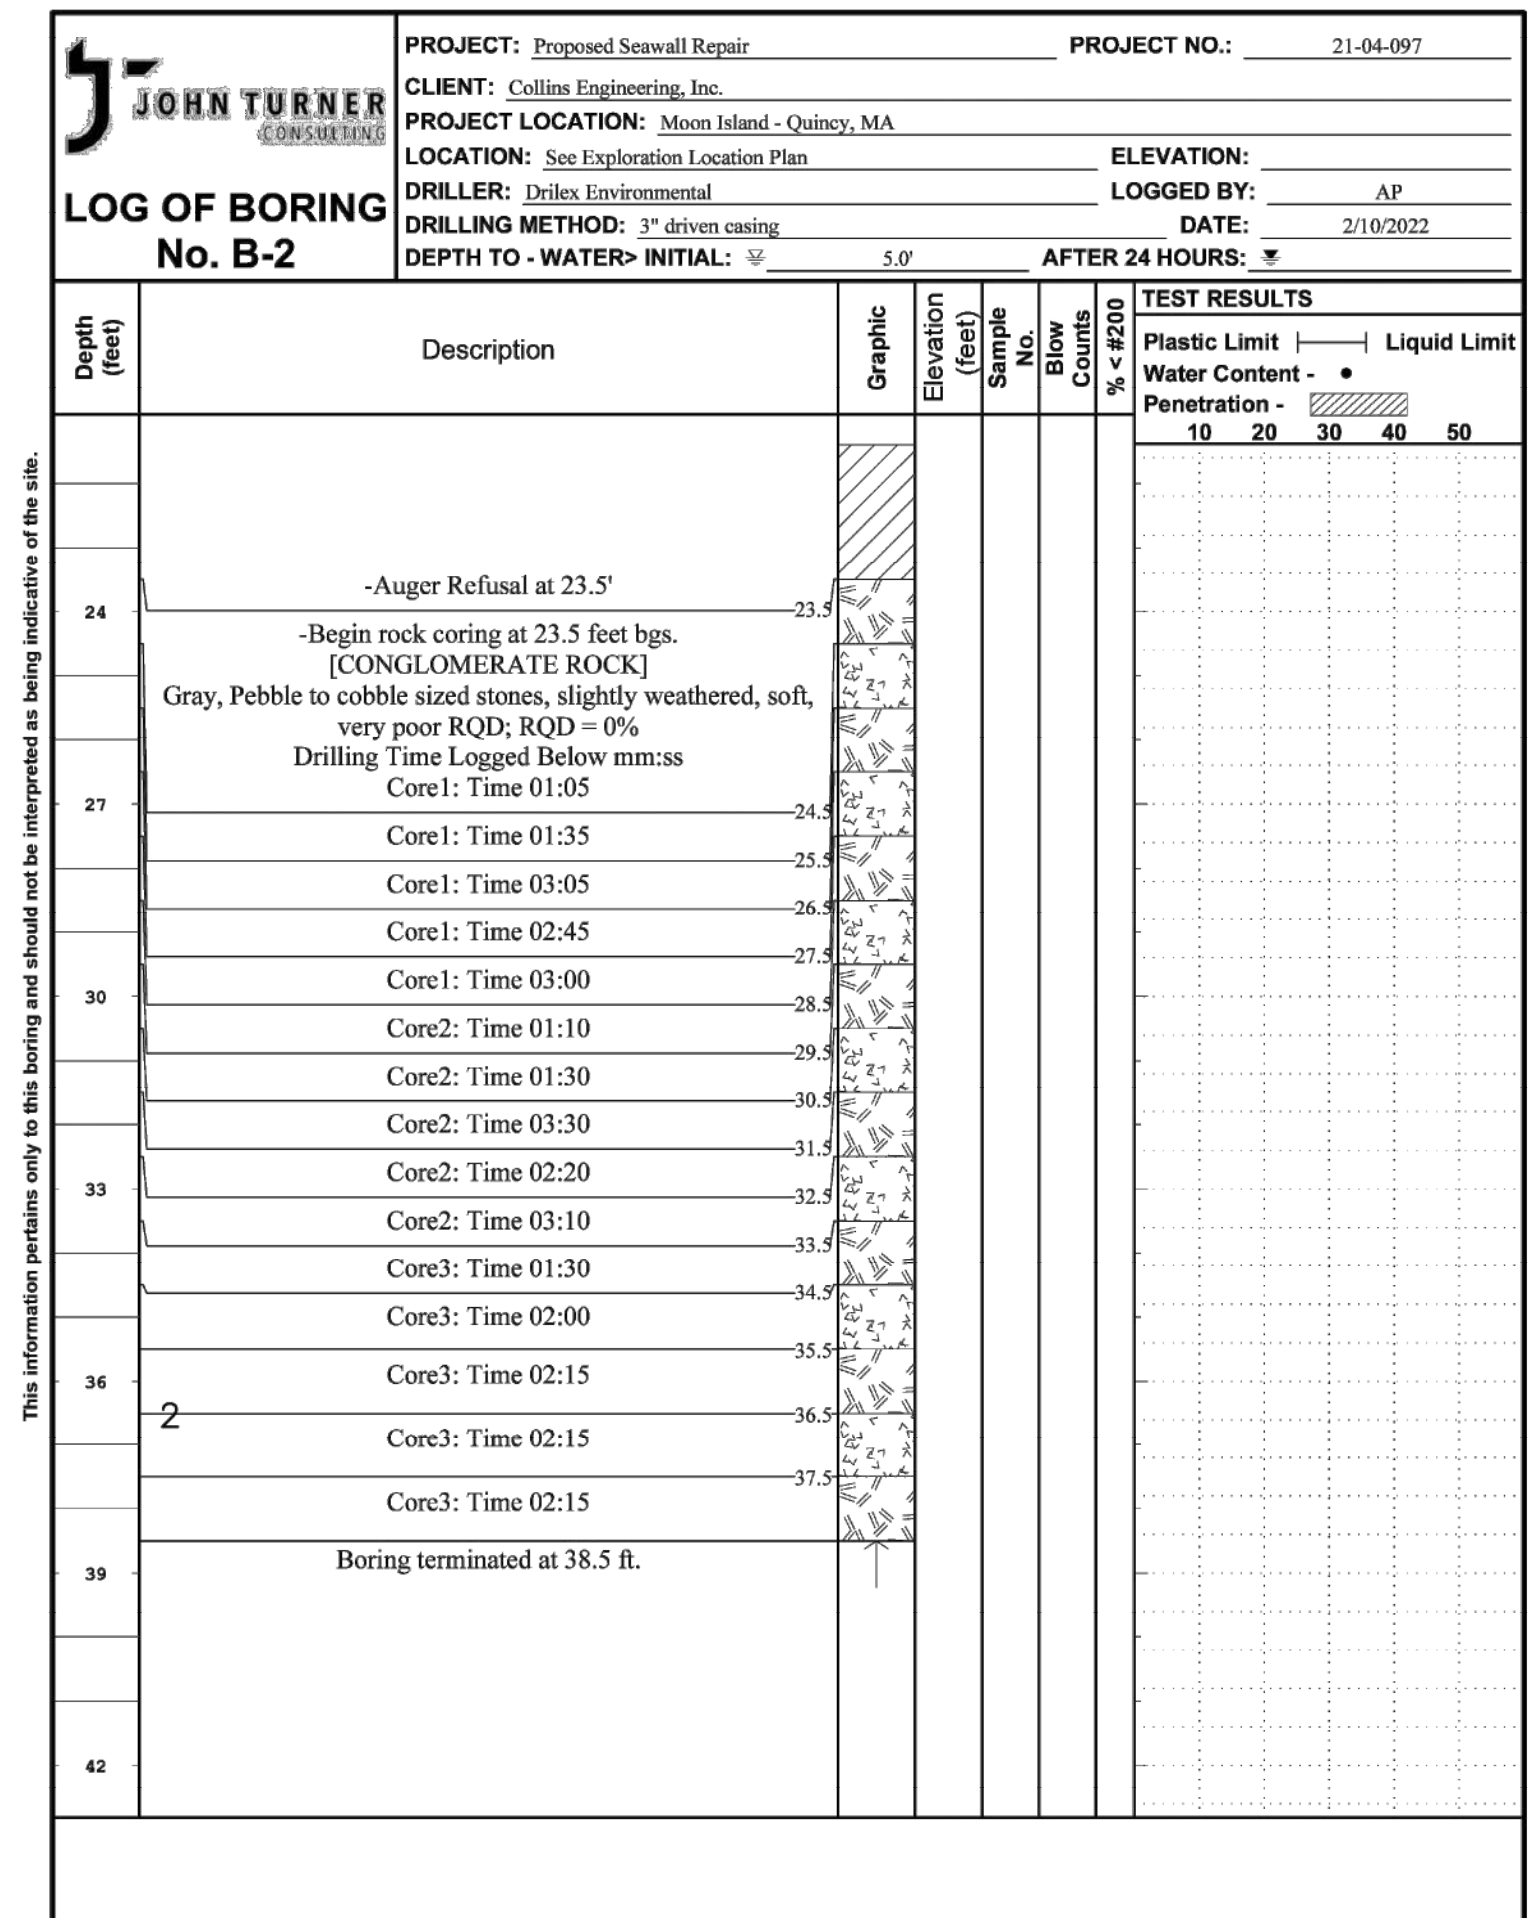 JOHN TURNER
CONSULTING
LOG OF BORING
No. B-2
PROJECT: Proposed Seawall Repair PROJECT NO.: 21-04-097
CLIENT: Collins Engineering, Inc.
PROJECT LOCATION: Moon Island - Quincy, MA
LOCATION: See Exploration Location Plan ELEVATION:
DRILLER: Drilex Environmental LOGGED BY: AP
DRILLING METHOD: 3" driven casing DATE: 2/10/2022
DEPTH TO - WATER> INITIAL: 5.0' AFTER 24 HOURS:
Depth
(feet)
Description
Graphic
Elevation
(feet)
Sample
No.
Blow
Counts
% < #200
TEST RESULTS
Plastic Limit Liquid Limit
Water Content - 
Penetration -
10 20 30 40 50
This information pertains only to this boring and should not be interpreted as being indicative of the site.
-Auger Refusal at 23.5'
24 23.5
-Begin rock coring at 23.5 feet bgs.
[CONGLOMERATE ROCK]
Gray, Pebble to cobble sized stones, slightly weathered, soft,
very poor RQD; RQD = 0%
Drilling Time Logged Below mm:ss
Core1: Time 01:05
27 24.5
Core1: Time 01:35
25.5
Core1: Time 03:05
26.5
Core1: Time 02:45
27.5
Core1: Time 03:00
30 28.5
Core2: Time 01:10
29.5
Core2: Time 01:30
30.5
Core2: Time 03:30
31.5
Core2: Time 02:20
33 32.5
Core2: Time 03:10
33.5
Core3: Time 01:30
34.5
Core3: Time 02:00
35.5
Core3: Time 02:15
36
2 36.5
Core3: Time 02:15
37.5
Core3: Time 02:15
Boring terminated at 38.5 ft.
39
42